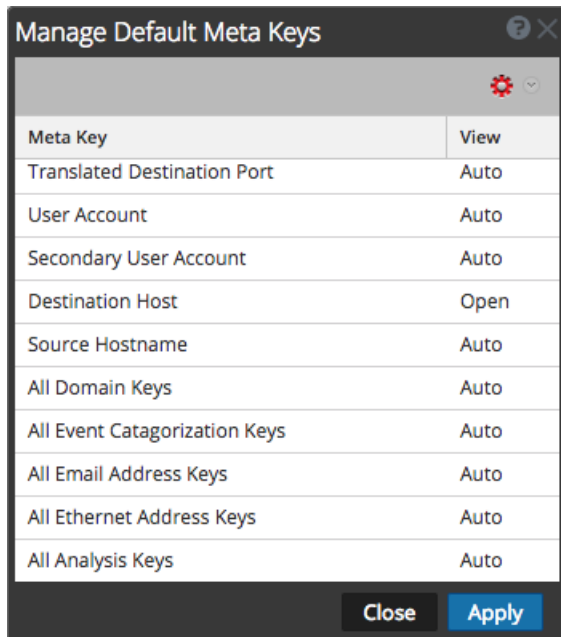 Manage Default Meta Keys
Meta Key View
Translated Destination Port Auto
User Account Auto
Secondary User Account Auto
Destination Host Open
Source Hostname Auto
All Domain Keys Auto
All Event Catagorization Keys Auto
All Email Address Keys Auto
All Ethernet Address Keys Auto
All Analysis Keys Auto
Close Apply